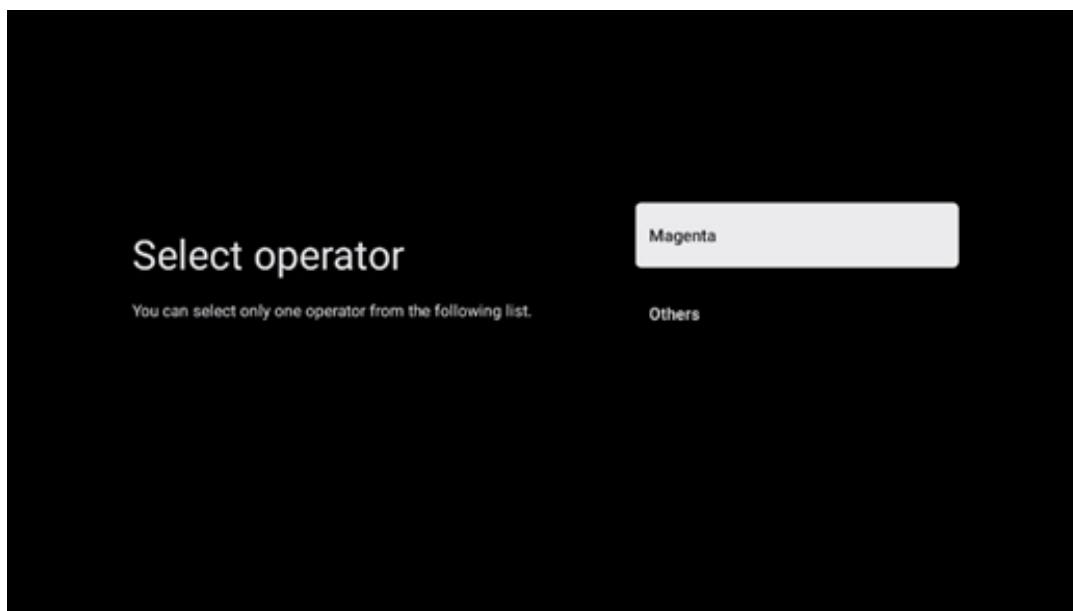 Select operator
You can select only one operator from the following list.
Magenta
Others